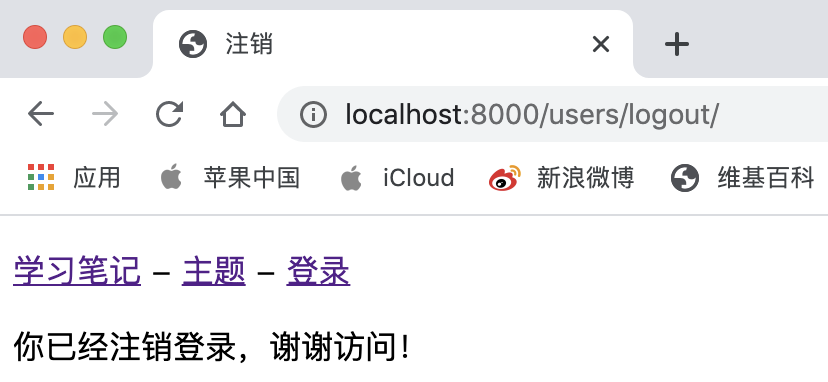 注销
localhost:8000/users/logout/
应用 苹果中国 iCloud 新浪微博 维基百科
学习笔记 – 主题 – 登录
你已经注销登录，谢谢访问！